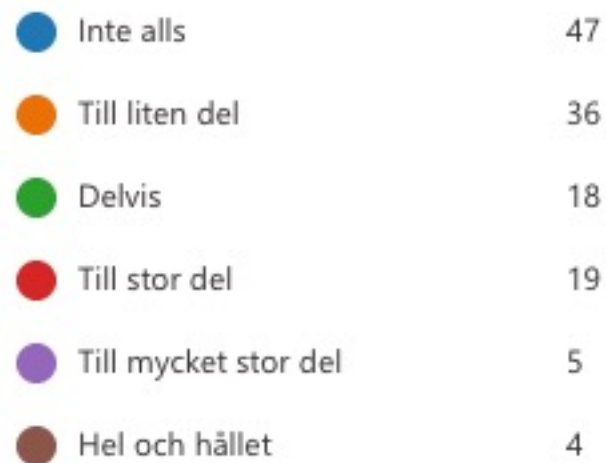 Inte alls 47
Till liten del 36
Delvis 18
Till stor del 19
Till mycket stor del 5
Hel och hållet 4